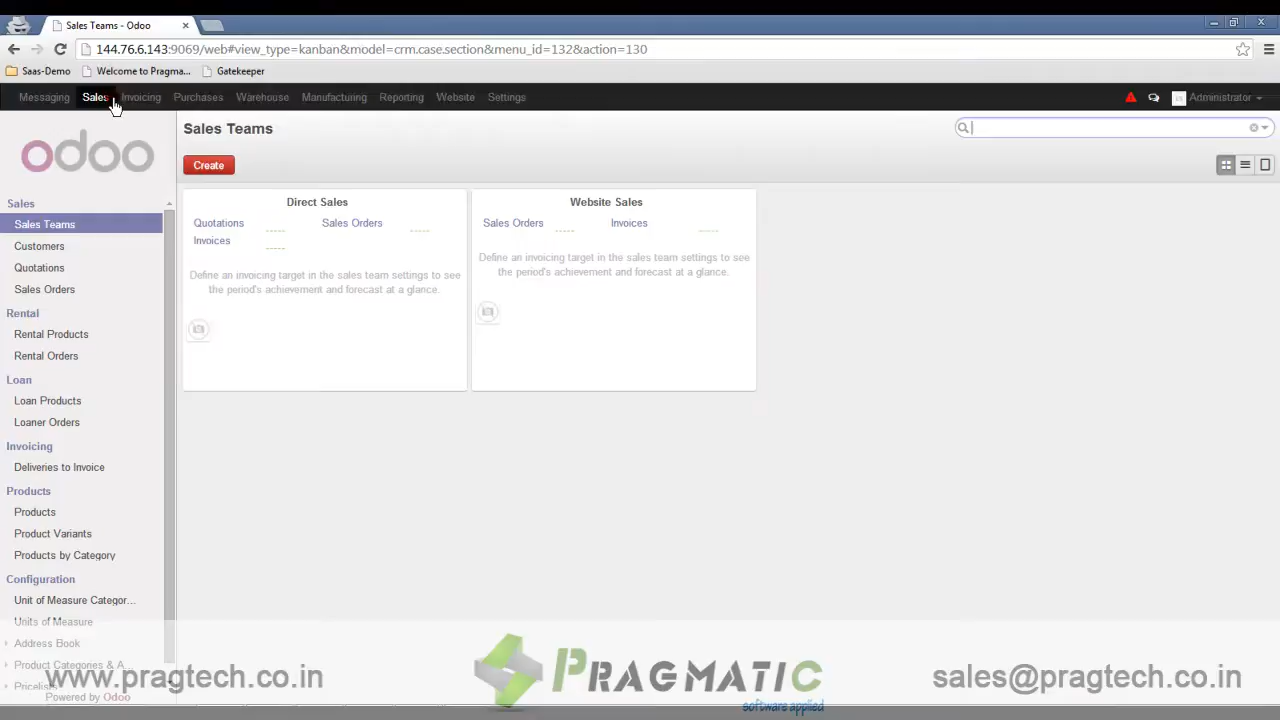 Sales Teams - Odoo
144.76.6.143:9069/web#view_type=kanban&model=crm.case.section&menu_id=132&action=130
Saas-Demo Welcome to Pragma... Gatekeeper
Messaging Sales Invoicing Purchases Warehouse Manufacturing Reporting Website Settings Administrator
odoo
Sales Teams
Create
Sales
Sales Teams
Customers
Quotations
Sales Orders
Rental
Rental Products
Rental Orders
Loan
Loan Products
Loaner Orders
Invoicing
Deliveries to Invoice
Products
Products
Product Variants
Products by Category
Configuration
Unit of Measure Categor...
Units of Measure
Address Book
Product Categories & A...
Pricelists
Powered by Odoo
Direct Sales
Quotations Sales Orders
Invoices
Define an invoicing target in the sales team settings to see
the period's achievement and forecast at a glance.
Website Sales
Sales Orders Invoices
Define an invoicing target in the sales team settings to see
the period's achievement and forecast at a glance.
www.pragtech.co.in
PRAGMATIC
software applied
sales@pragtech.co.in